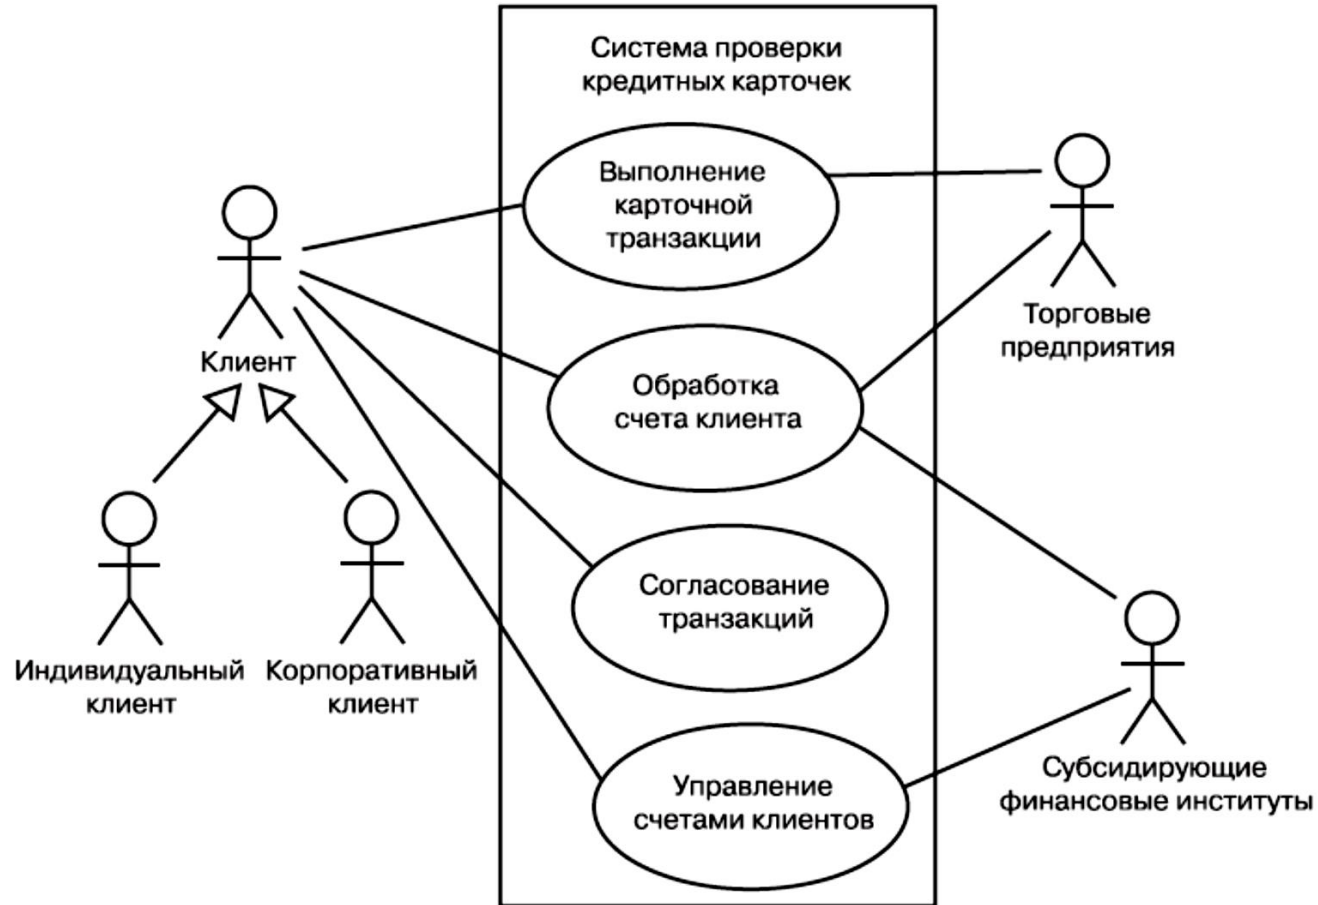 Система проверки
кредитных карточек
Выполнение
карточной
транзакции
Клиент
Торговые
предприятия
Обработка
счета клиента
Согласование
транзакций
Индивидуальный
клиент
Корпоративный
клиент
Управление
счетами клиентов
Субсидирующие
финансовые институты